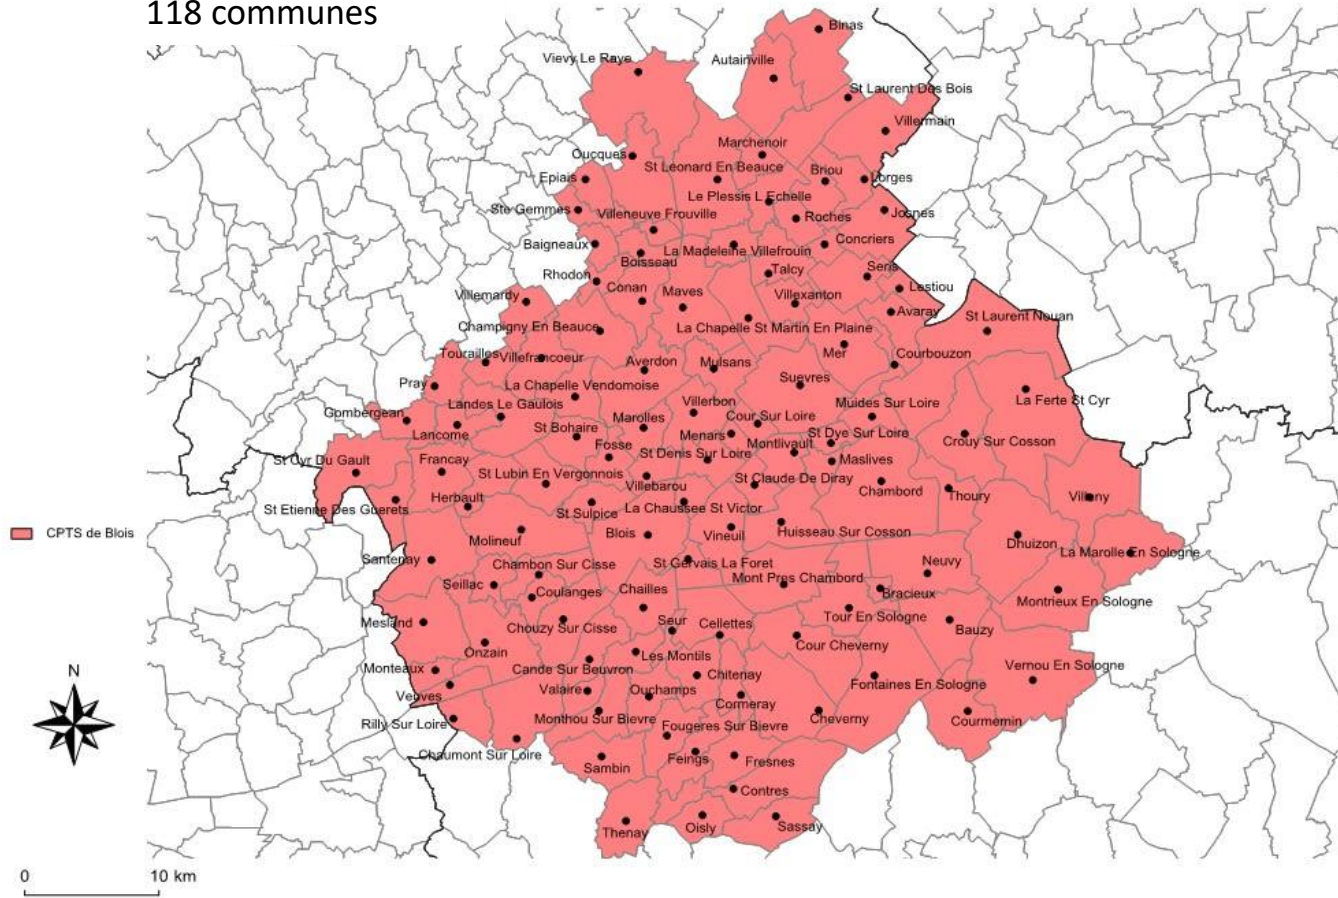 118 communes
Binas
Vievy Le Raye
Autainville
St Laurent Des Bois
Villermain
Marchenoir
Oucques
St Leonard En Beauce
Briou
Lorges
Epiais
Le Plessis L Echelle
Ste Gemmes
Villeneuve Frouville
Roches
Josnes
Baigneaux
La Madeleine Villefrouin
Concriers
Boisseau
Talcy
Seris
Rhodon
Conan
Maves
Villexanton
Lestiou
Villemardy
Avaray
St Laurent Nouan
Champigny En Beauce
La Chapelle St Martin En Plaine
Tourailles
Villefrancoeur
Averdon
Mulsans
Mer
Courbouzon
Pray
La Chapelle Vendomoise
Suevres
La Ferte St Cyr
Gombergean
Landes Le Gaulois
Villerbon
Muides Sur Loire
Lancome
St Bohaire
Marolles
Cour Sur Loire
Menars
Montlivault
St Dye Sur Loire
Crouy Sur Cosson
Fosse
St Denis Sur Loire
Maslives
St Cyr Du Gault
Francay
St Lubin En Vergonnois
Villebarou
St Claude De Diray
Chambord
Thoury
Villeny
St Etienne Des Guerets
Herbault
St Sulpice
La Chaussee St Victor
CPTS de Blois
Molineuf
Blois
Vineuil
Huisseau Sur Cosson
Dhuizon
La Marolle En Sologne
Santenay
Chambon Sur Cisse
St Gervais La Foret
Neuvy
Seillac
Coulanges
Chailles
Mont Pres Chambord
Bracieux
Montrieux En Sologne
Mesland
Chouzy Sur Cisse
Seur
Cellettes
Tour En Sologne
Bauzy
Onzain
Cour Cheverny
Les Montils
Monteaux
Cande Sur Beuvron
Chitenay
Vernou En Sologne
N
Veuves
Valaire
Ouchamps
Cormeray
Fontaines En Sologne
Rilly Sur Loire
Monthou Sur Bievre
Fougeres Sur Bievre
Cheverny
Courmemin
Chaumont Sur Loire
Sambin
Feings
Fresnes
Contres
Thenay
Oisly
Sassay
0 10 km